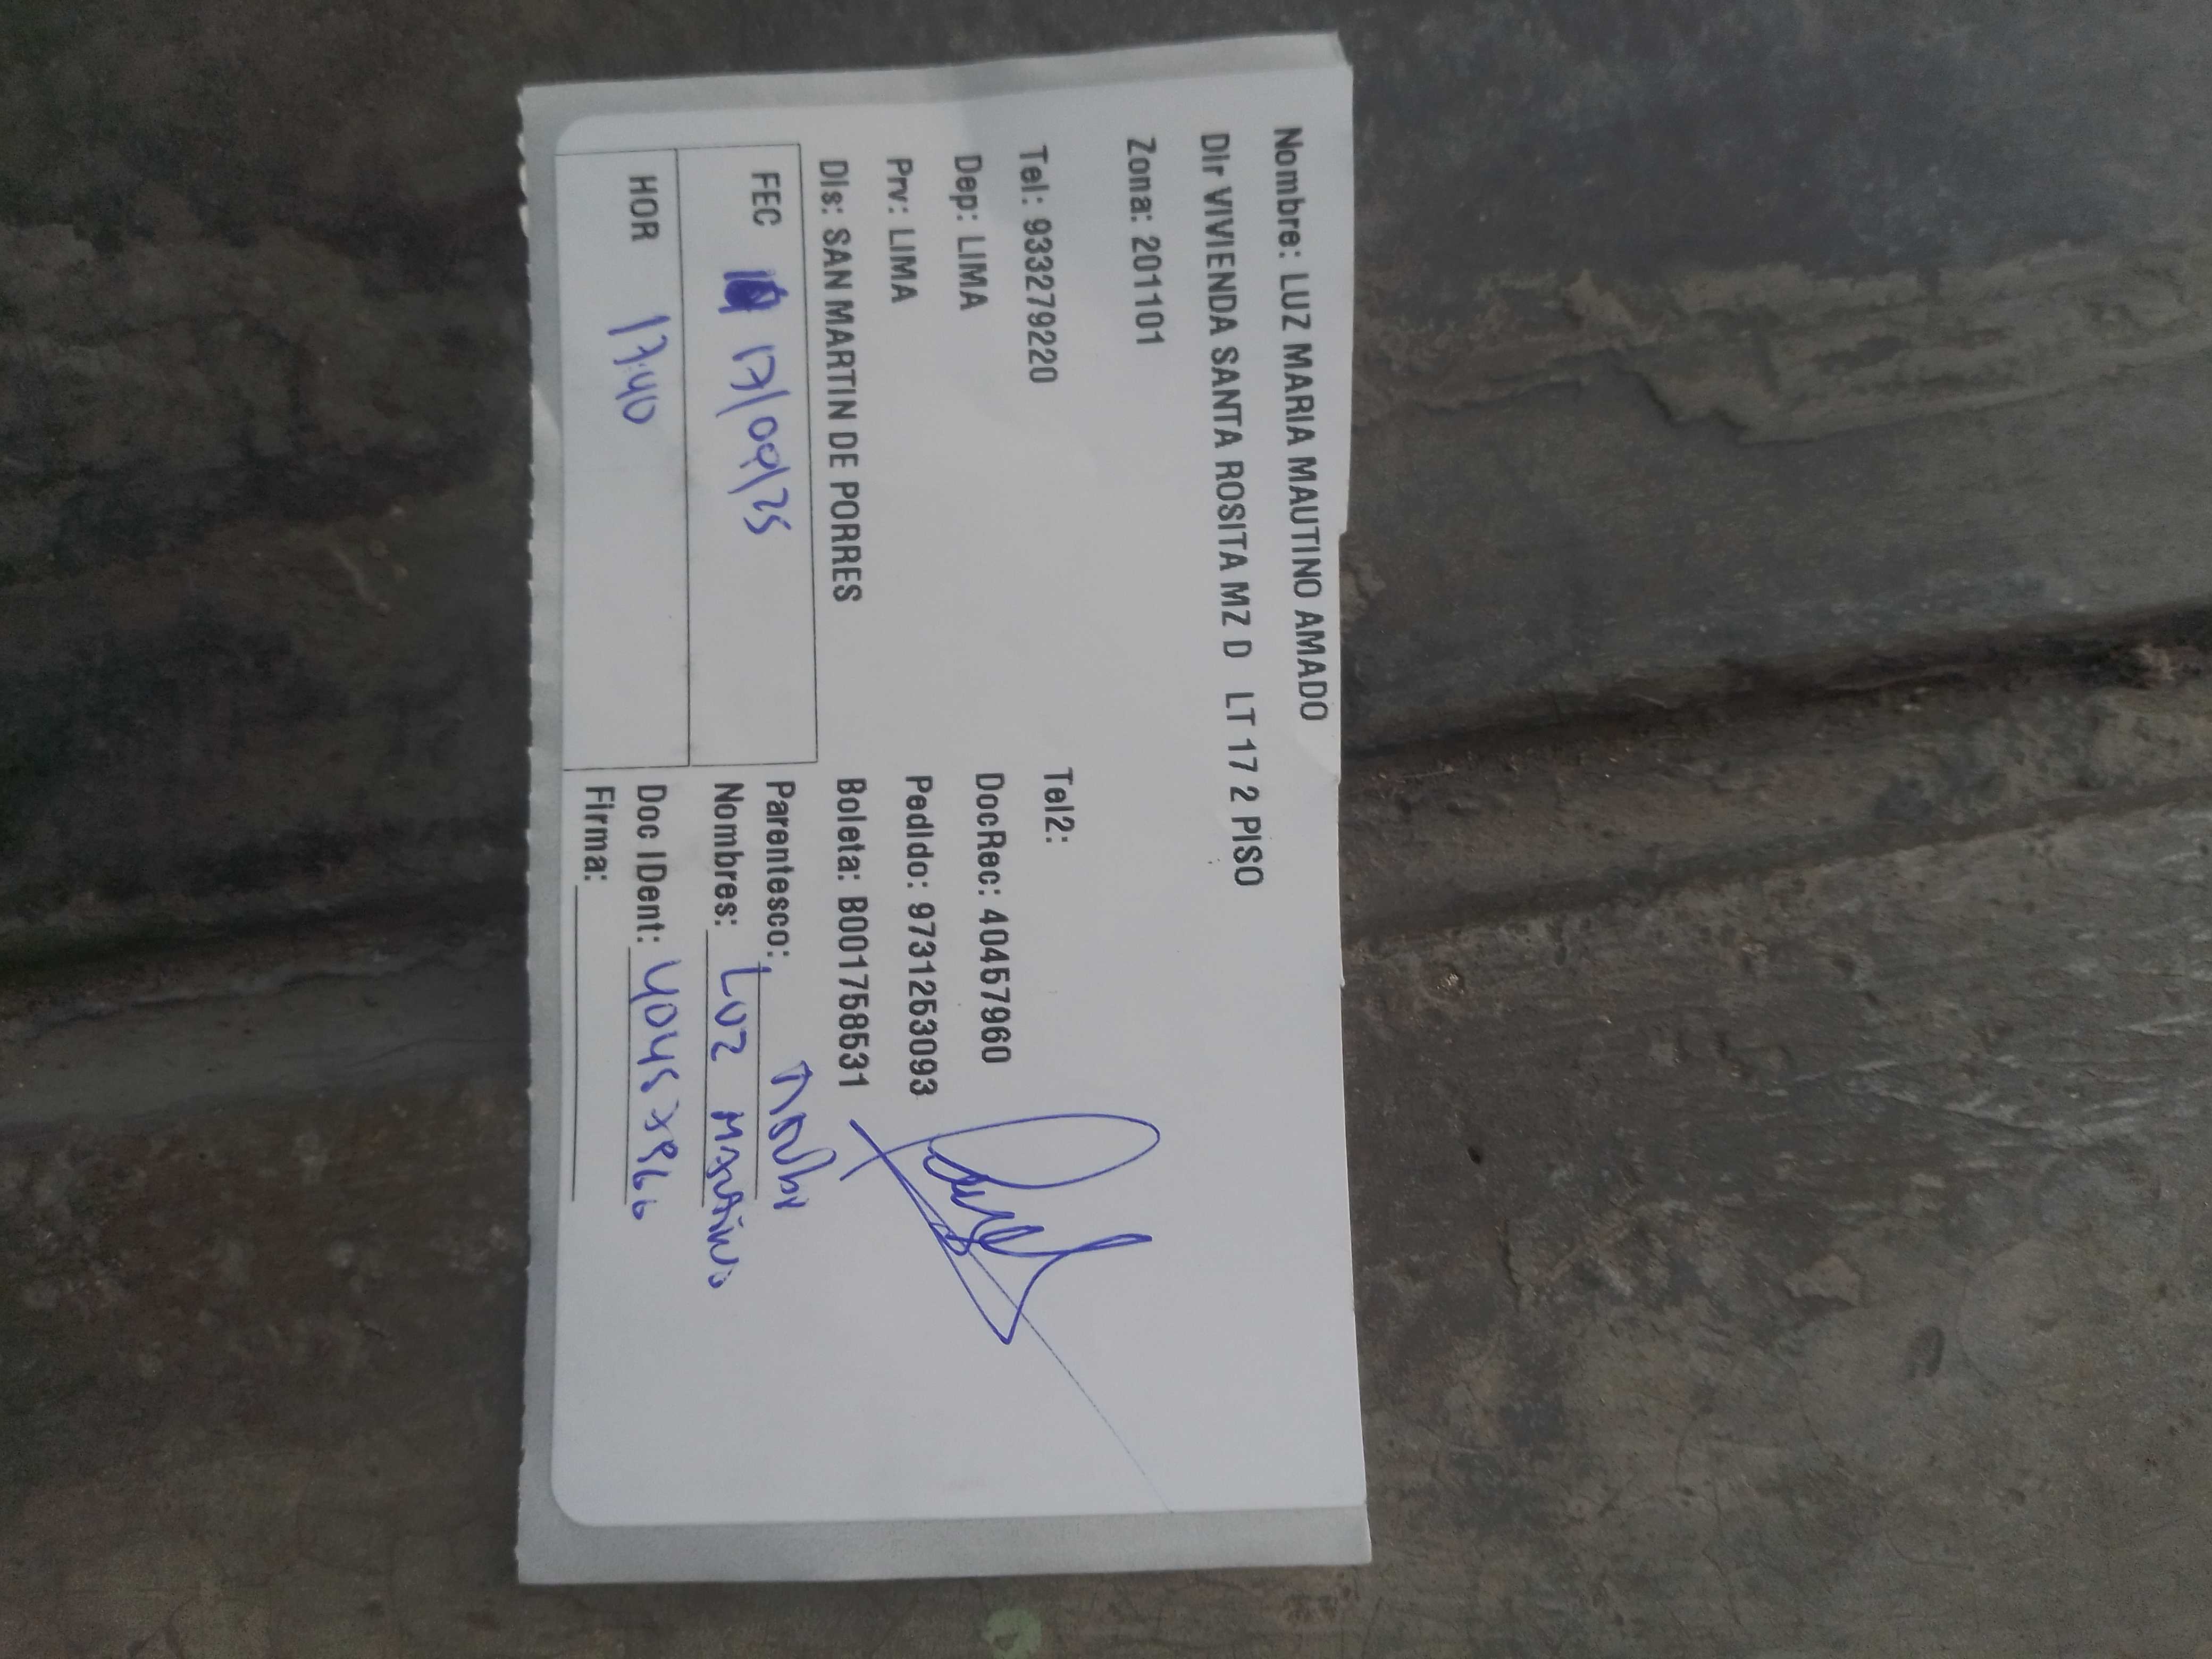 Nombre: LUZ MARIA MAUTINO AMADO
Dir VIVIENDA SANTA ROSITA MZ D LT 17 2 PISO
Zona: 201101
Tel: 933279220 Tel2:
Dep: LIMA DocRec: 40457960
Prv: LIMA Pedido: 9731253093
Dis: SAN MARTIN DE PORRES Boleta: B001758531
FEC 17/09/25 Parentesco:
Nombres: Luz Mautino
HOR 17:40 Doc IDent: 40457960
Firma: